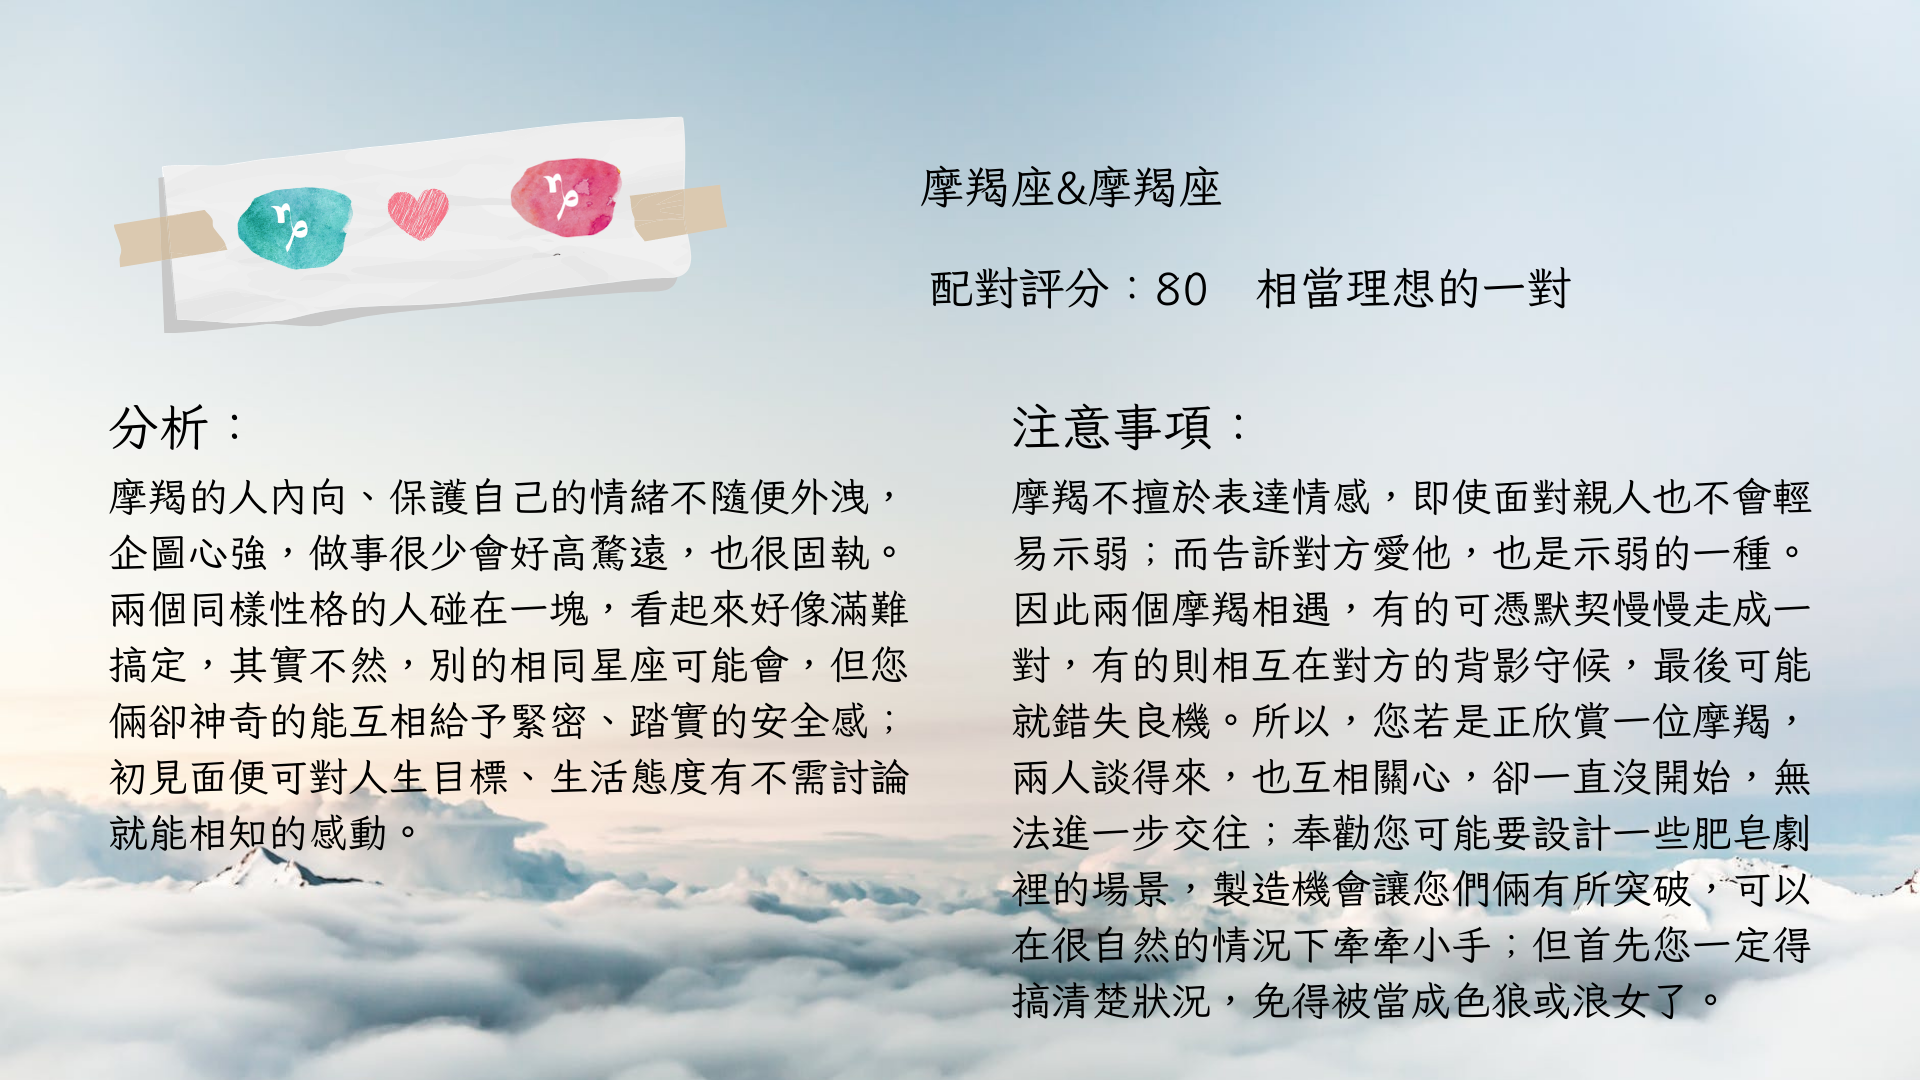 摩羯座&摩羯座
配對評分：80　相當理想的一對
分析：
摩羯的人內向、保護自己的情緒不隨便外洩，
企圖心強，做事很少會好高騖遠，也很固執。
兩個同樣性格的人碰在一塊，看起來好像滿難
搞定，其實不然，別的相同星座可能會，但您
倆卻神奇的能互相給予緊密、踏實的安全感；
初見面便可對人生目標、生活態度有不需討論
就能相知的感動。
注意事項：
摩羯不擅於表達情感，即使面對親人也不會輕
易示弱；而告訴對方愛他，也是示弱的一種。
因此兩個摩羯相遇，有的可憑默契慢慢走成一
對，有的則相互在對方的背影守候，最後可能
就錯失良機。所以，您若是正欣賞一位摩羯，
兩人談得來，也互相關心，卻一直沒開始，無
法進一步交往；奉勸您可能要設計一些肥皂劇
裡的場景，製造機會讓您們倆有所突破，可以
在很自然的情況下牽牽小手；但首先您一定得
搞清楚狀況，免得被當成色狼或浪女了。